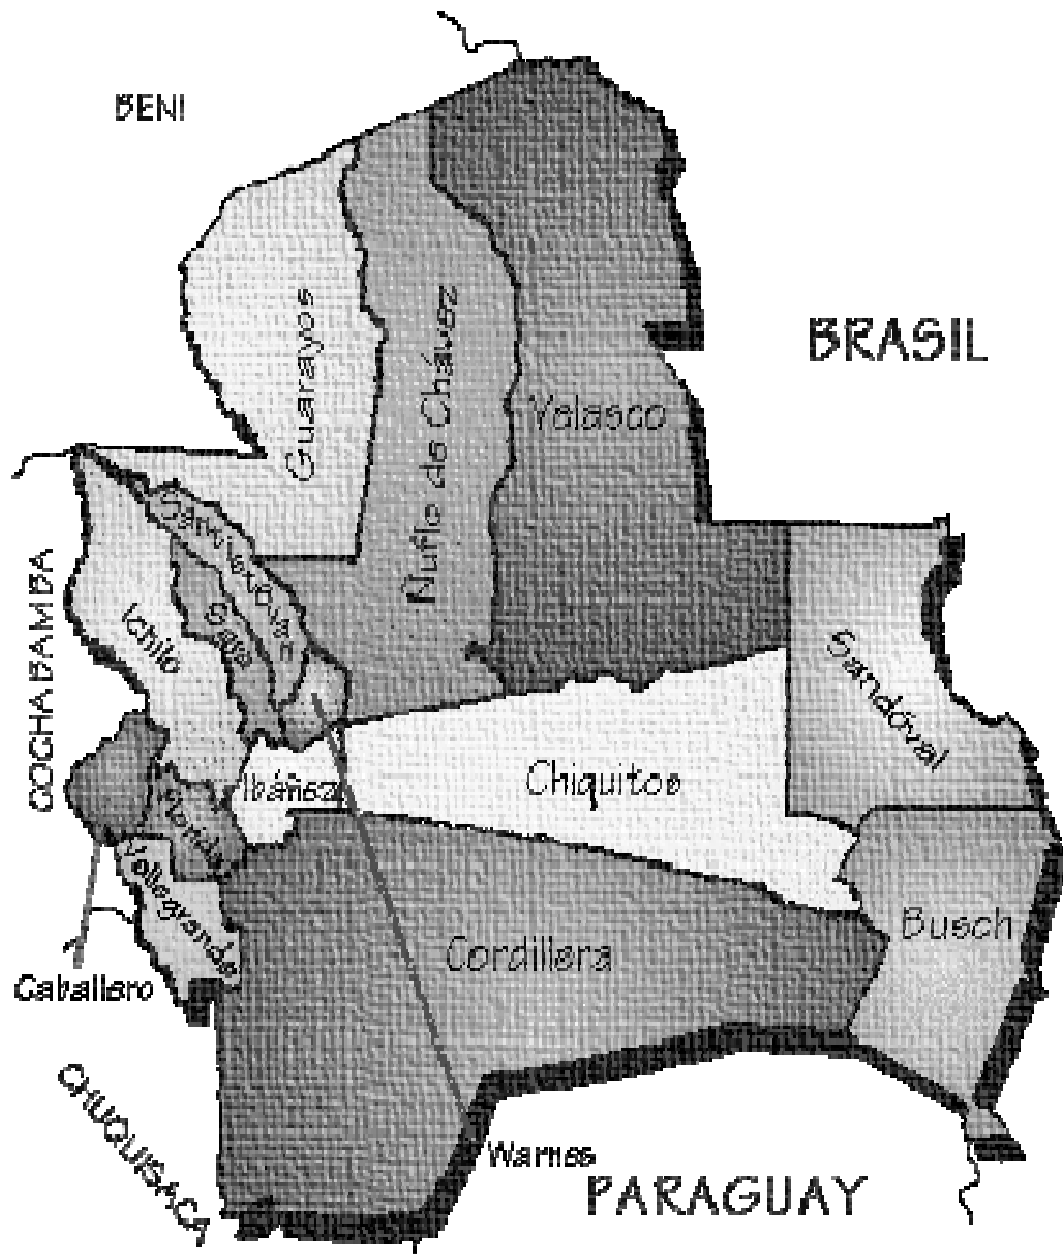 BENI
BRASIL
Guarayos
Ñuflo de Chávez
Velasco
COCHABAMBA
Ichilo
Sara
Sandóval
Ibáñez
Chiquitos
Florida
Vallegrande
Cordillera
Busch
Caballero
CHUQUISACA
Warnes
PARAGUAY